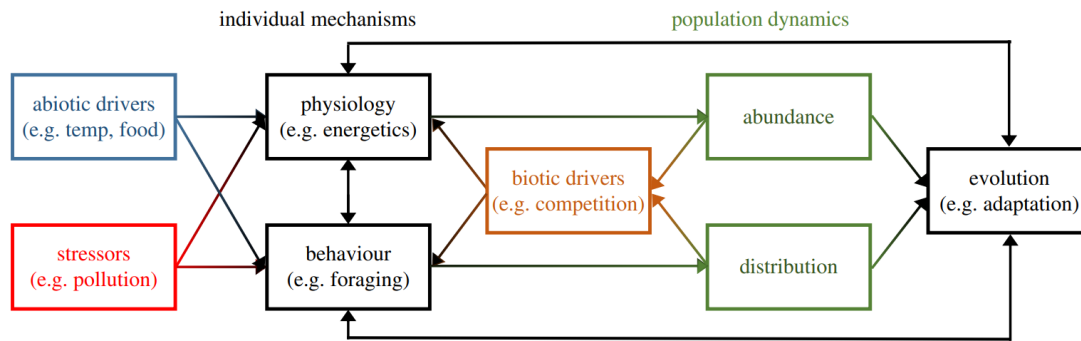 individual mechanisms
population dynamics
abiotic drivers
(e.g. temp, food)
physiology
(e.g. energetics)
abundance
biotic drivers
(e.g. competition)
evolution
(e.g. adaptation)
stressors
(e.g. pollution)
behaviour
(e.g. foraging)
distribution